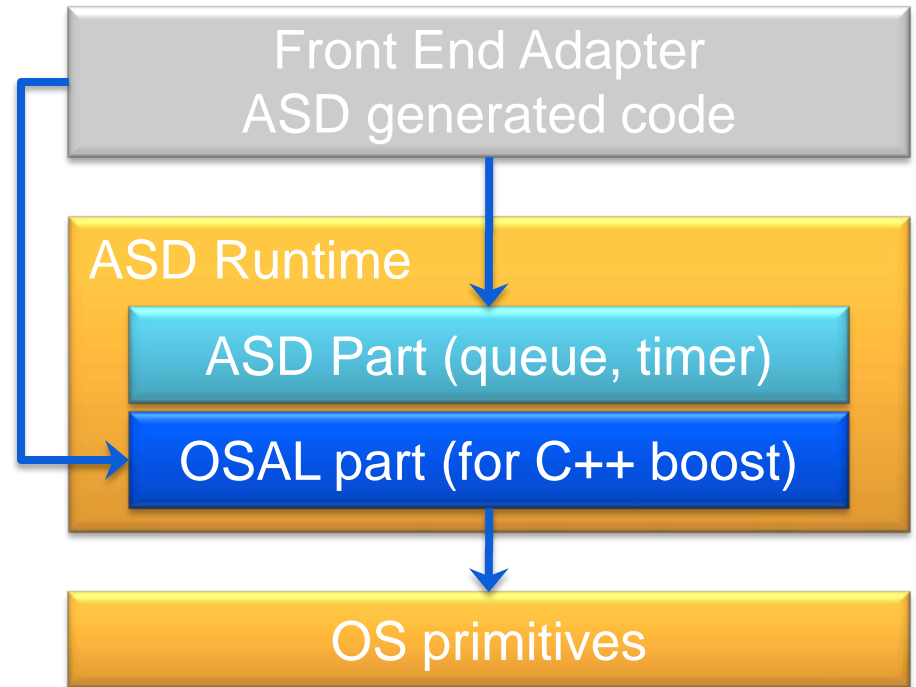 Front End Adapter
ASD generated code
ASD Runtime
ASD Part (queue, timer)
OSAL part (for C++ boost)
OS primitives